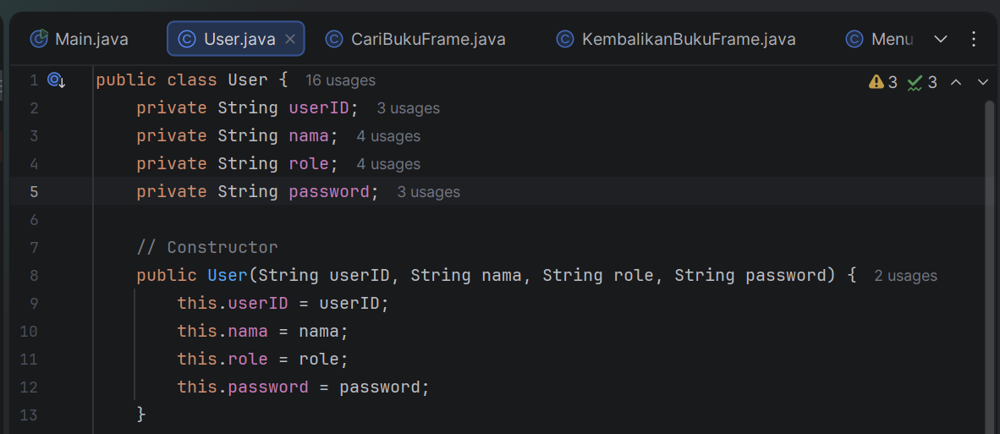 Main.java User.java CariBukuFrame.java KembalikanBukuFrame.java Menu
1 public class User { 16 usages 3 3
2 private String userID; 3 usages
3 private String nama; 4 usages
4 private String role; 4 usages
5 private String password; 3 usages
6
7 // Constructor
8 public User(String userID, String nama, String role, String password) { 2 usages
9 this.userID = userID;
10 this.nama = nama;
11 this.role = role;
12 this.password = password;
13 }